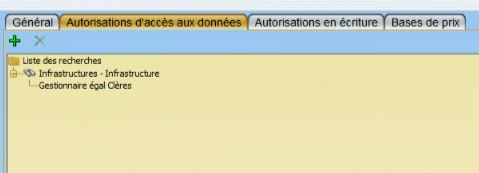 Général Autorisations d'accès aux données Autorisations en écriture Bases de prix
Liste des recherches
Infrastructures - Infrastructure
Gestionnaire égal Clères